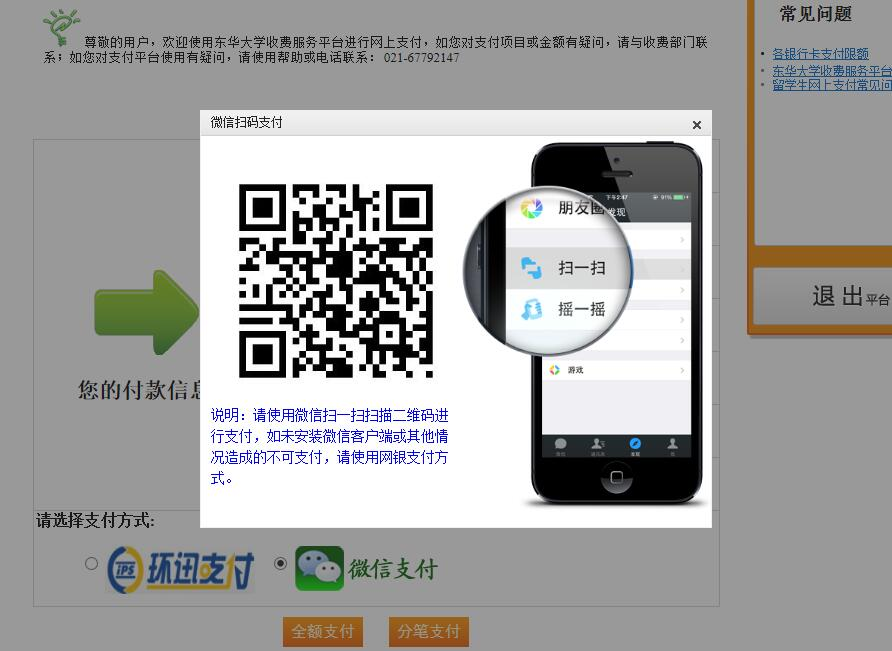 尊敬的用户，欢迎使用东华大学收费服务平台进行网上支付，如您对支付项目或金额有疑问，请与收费部门联
系；如您对支付平台使用有疑问，请使用帮助或电话联系： 021-67792147
常见问题
各银行卡支付限额
东华大学收费服务平台
留学生网上支付常见问
退 出平台
微信扫码支付
下午2:47 91%
朋友圈 发现
扫一扫
摇一摇
游戏
发现
我
说明：请使用微信扫一扫扫描二维码进
行支付，如未安装微信客户端或其他情
况造成的不可支付，请使用网银支付方
式。
您的付款信息
请选择支付方式:
IPS 环迅支付 微信支付
全额支付 分笔支付